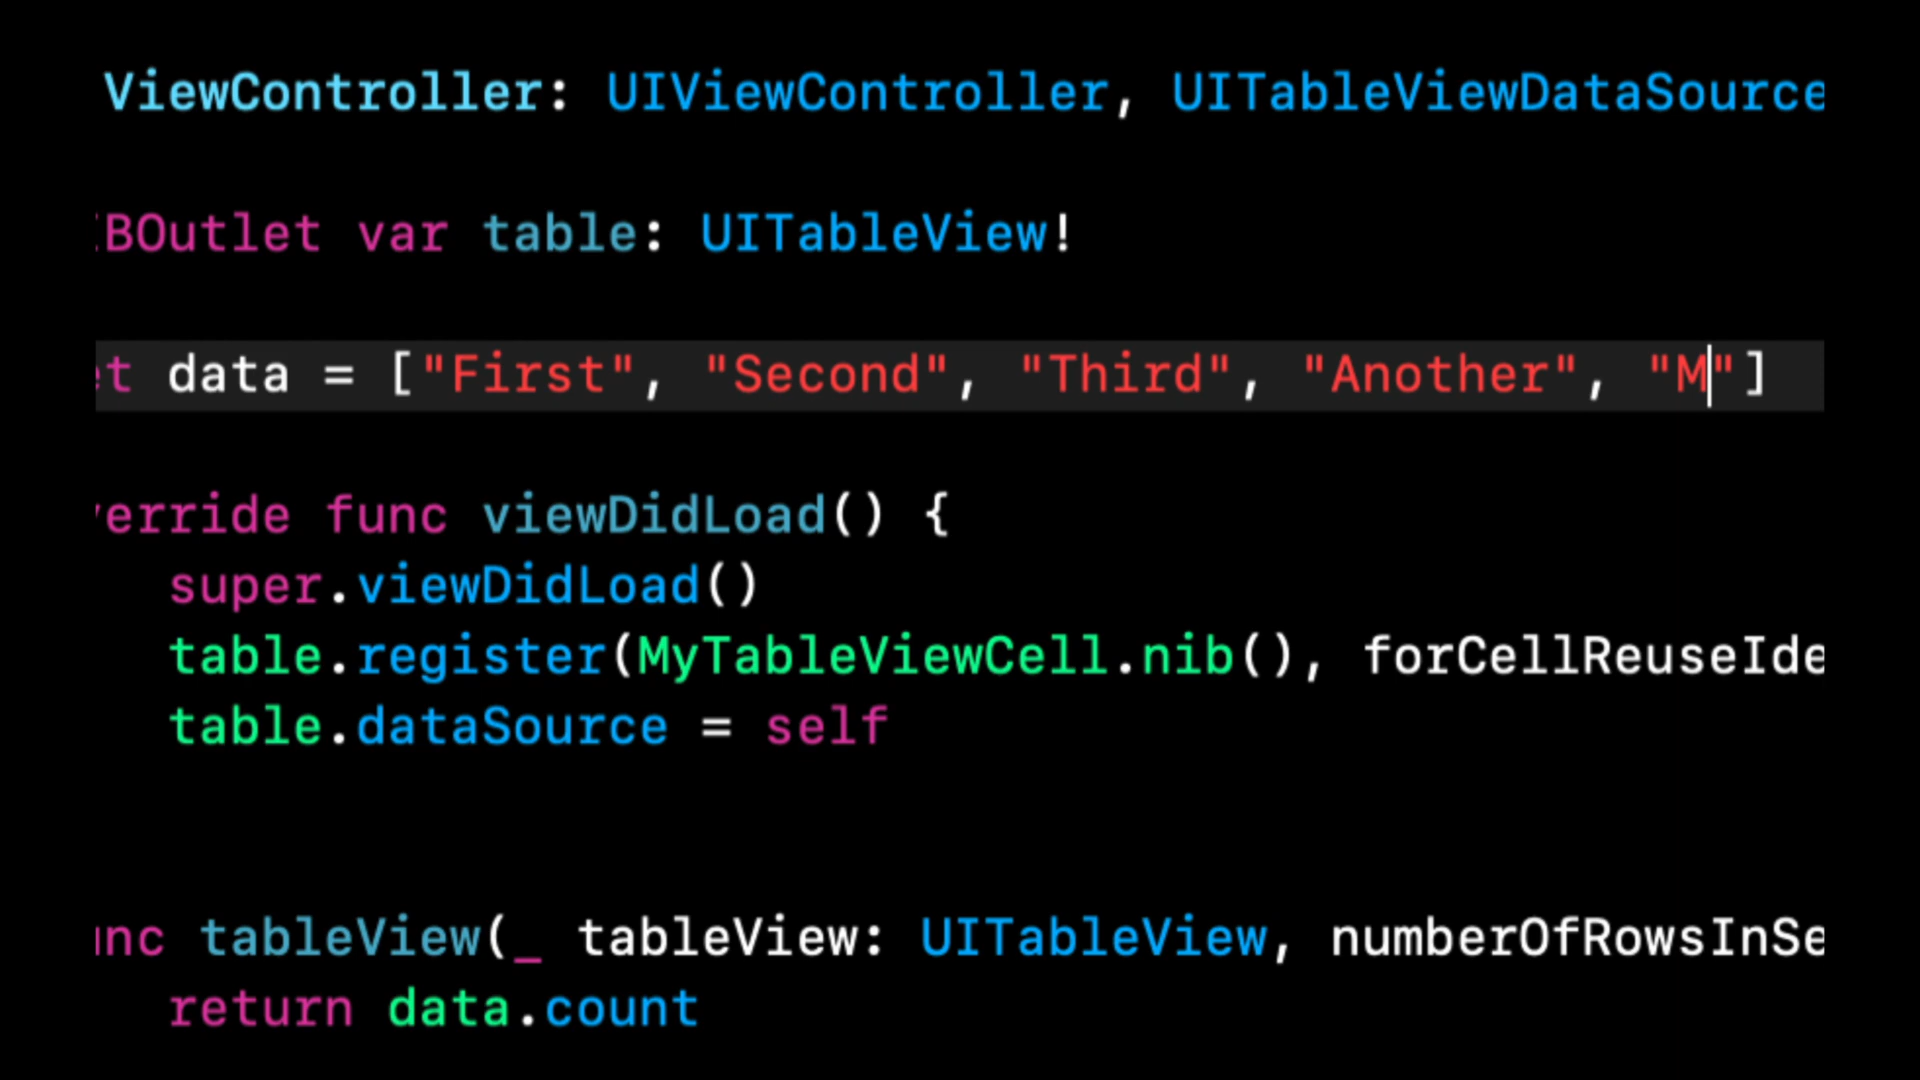 ViewController: UIViewController, UITableViewDataSource
BOutlet var table: UITableView!
t data = ["First", "Second", "Third", "Another", "M"]
erride func viewDidLoad() {
super.viewDidLoad()
table.register(MyTableViewCell.nib(), forCellReuseIde
table.dataSource = self
nc tableView(_ tableView: UITableView, numberOfRowsInSe
return data.count